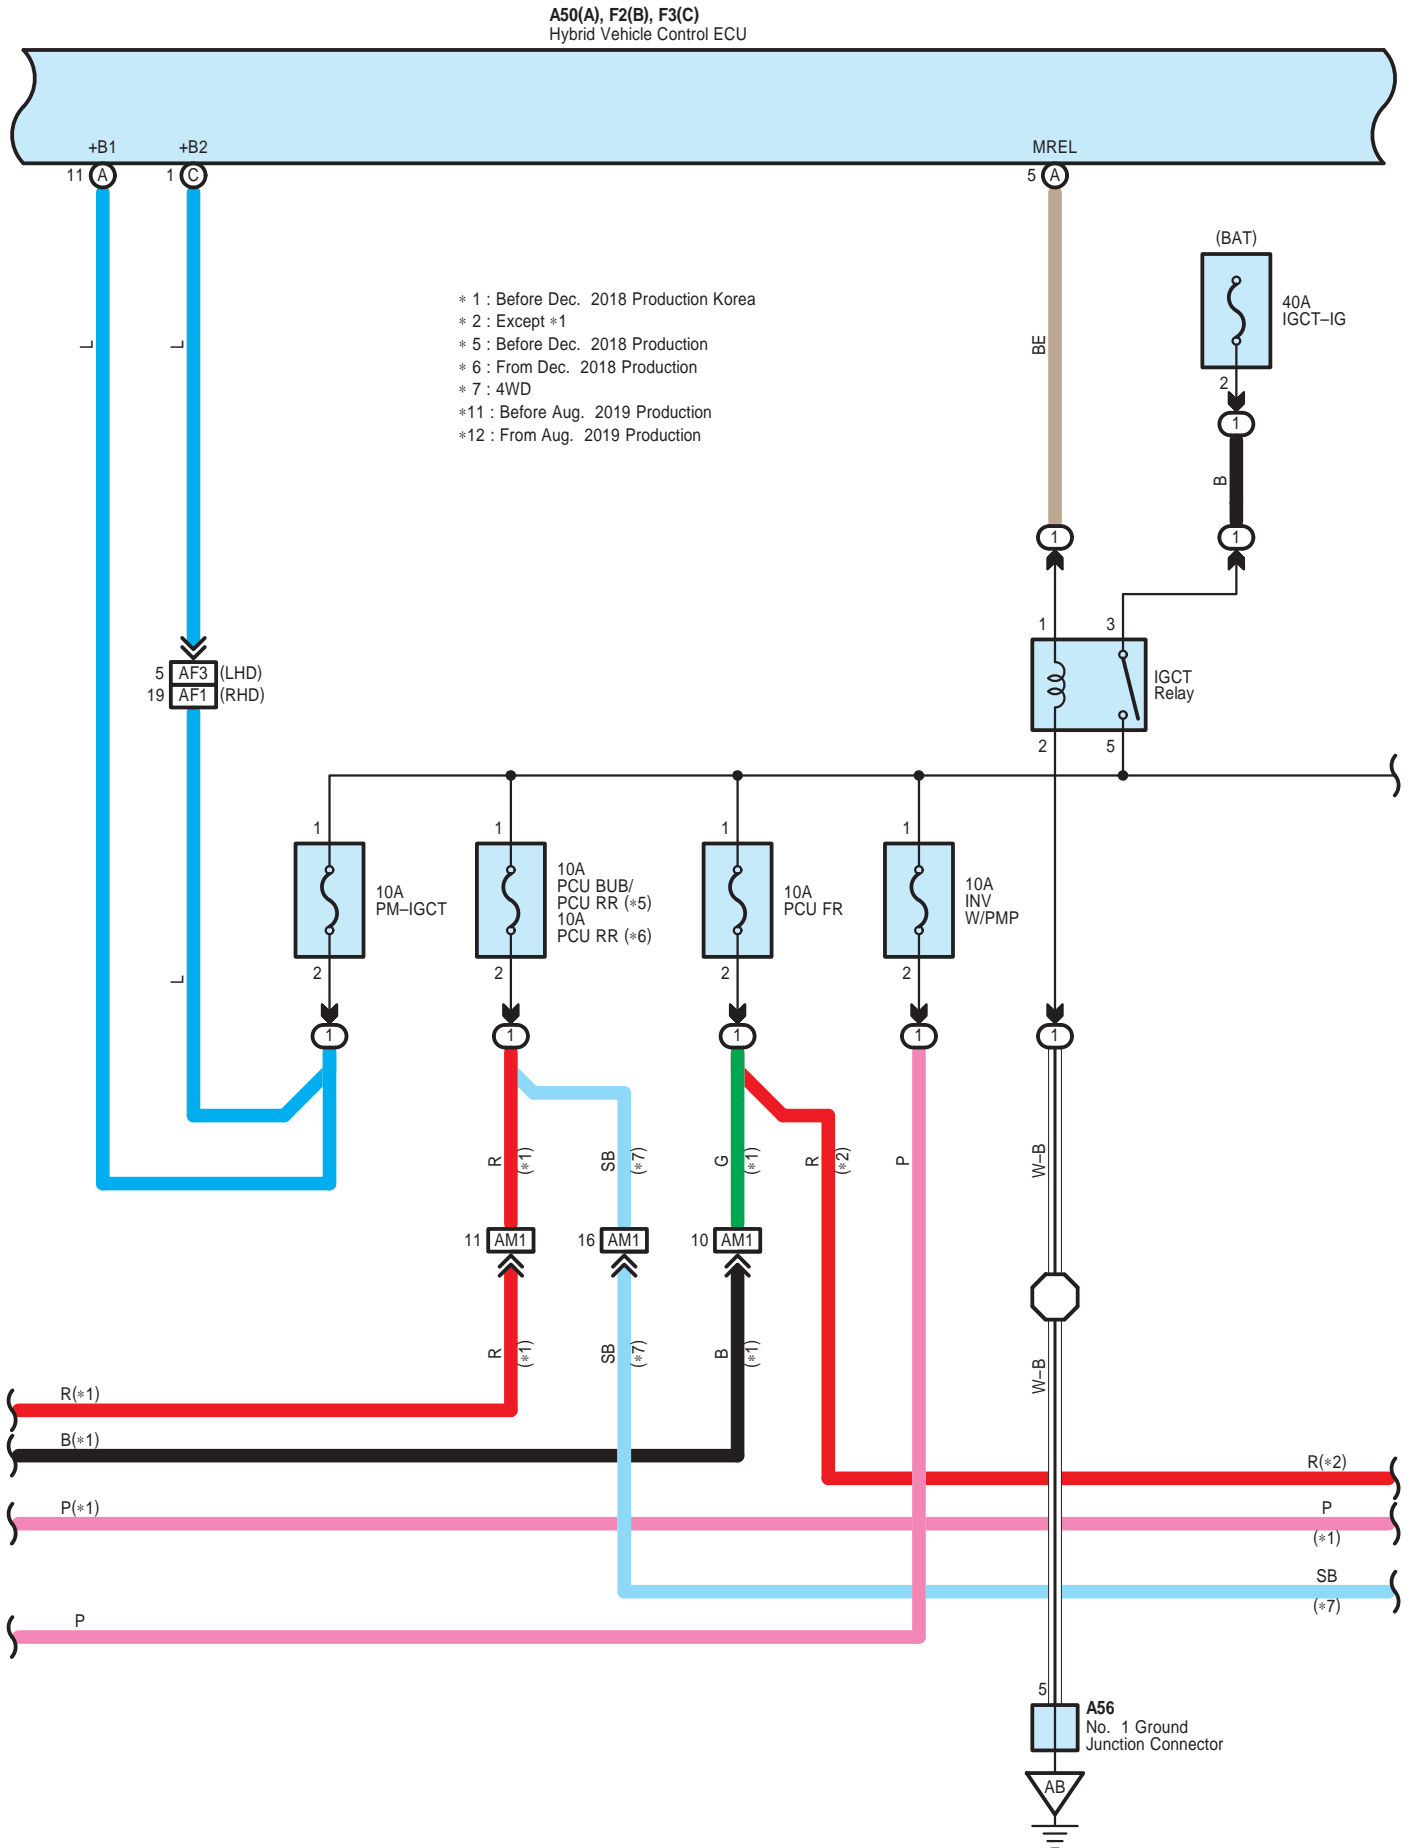 A50(A), F2(B), F3(C)
Hybrid Vehicle Control ECU
+B1
+B2
MREL
11 A
1 C
5 A
(BAT)
40A
IGCT–IG
∗ 1 : Before Dec. 2018 Production Korea
∗ 2 : Except ∗1
∗ 5 : Before Dec. 2018 Production
∗ 6 : From Dec. 2018 Production
∗ 7 : 4WD
∗11 : Before Aug. 2019 Production
∗12 : From Aug. 2019 Production
L
L
BE
2
1
B
1
1
1
3
5 AF3 (LHD)
19 AF1 (RHD)
IGCT
Relay
2
5
1
1
1
1
10A
PM–IGCT
10A
PCU BUB/
PCU RR (∗5)
10A
PCU RR (∗6)
10A
PCU FR
10A
INV
W/PMP
L
2
2
2
2
1
1
1
1
1
R
(∗1)
SB
(∗7)
G
(∗1)
R
(∗2)
P
W–B
11 AM1
16 AM1
10 AM1
R
(∗1)
SB
(∗7)
B
(∗1)
W–B
R(∗1)
B(∗1)
R(∗2)
P(∗1)
P
(∗1)
SB
(∗7)
P
5
A56
No. 1 Ground
Junction Connector
AB